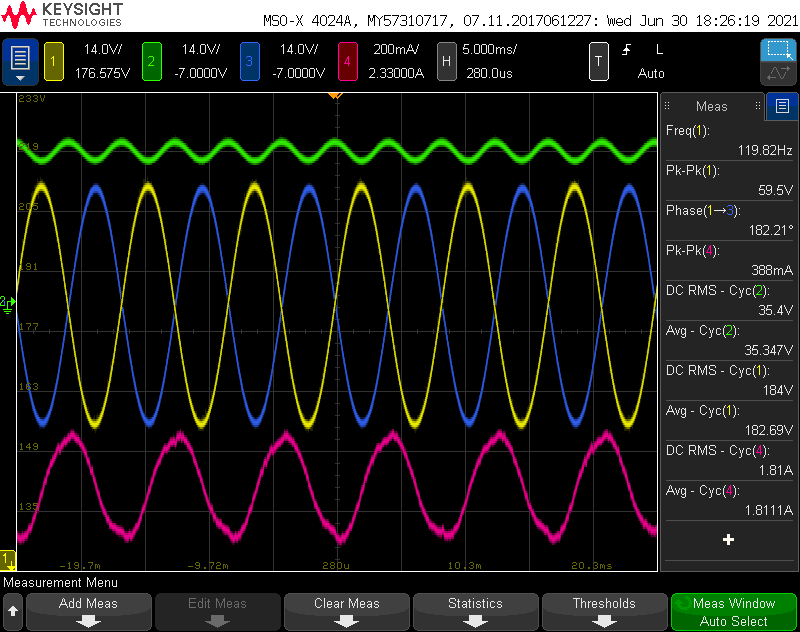 KEYSIGHT
TECHNOLOGIES
MSO-X 4024A, MY57310717, 07.11.2017061227: Wed Jun 30 18:26:19 2021
1 14.0V/ 2 14.0V/ 3 14.0V/ 4 200mA/ H 5.000ms/ T L
176.575V -7.0000V -7.0000V 2.33000A 280.0us Auto
233V
219
205
191
2
177
163
149
135
1
-19.7m -9.72m 280u 10.3m 20.3ms
Meas
Freq(1):
119.82Hz
Pk-Pk(1):
59.5V
Phase(1→3):
182.21°
Pk-Pk(4):
388mA
DC RMS - Cyc(2):
35.4V
Avg - Cyc(2):
35.347V
DC RMS - Cyc(1):
184V
Avg - Cyc(1):
182.69V
DC RMS - Cyc(4):
1.81A
Avg - Cyc(4):
1.8111A
Measurement Menu
Add Meas Edit Meas Clear Meas Statistics Thresholds Meas Window
Auto Select